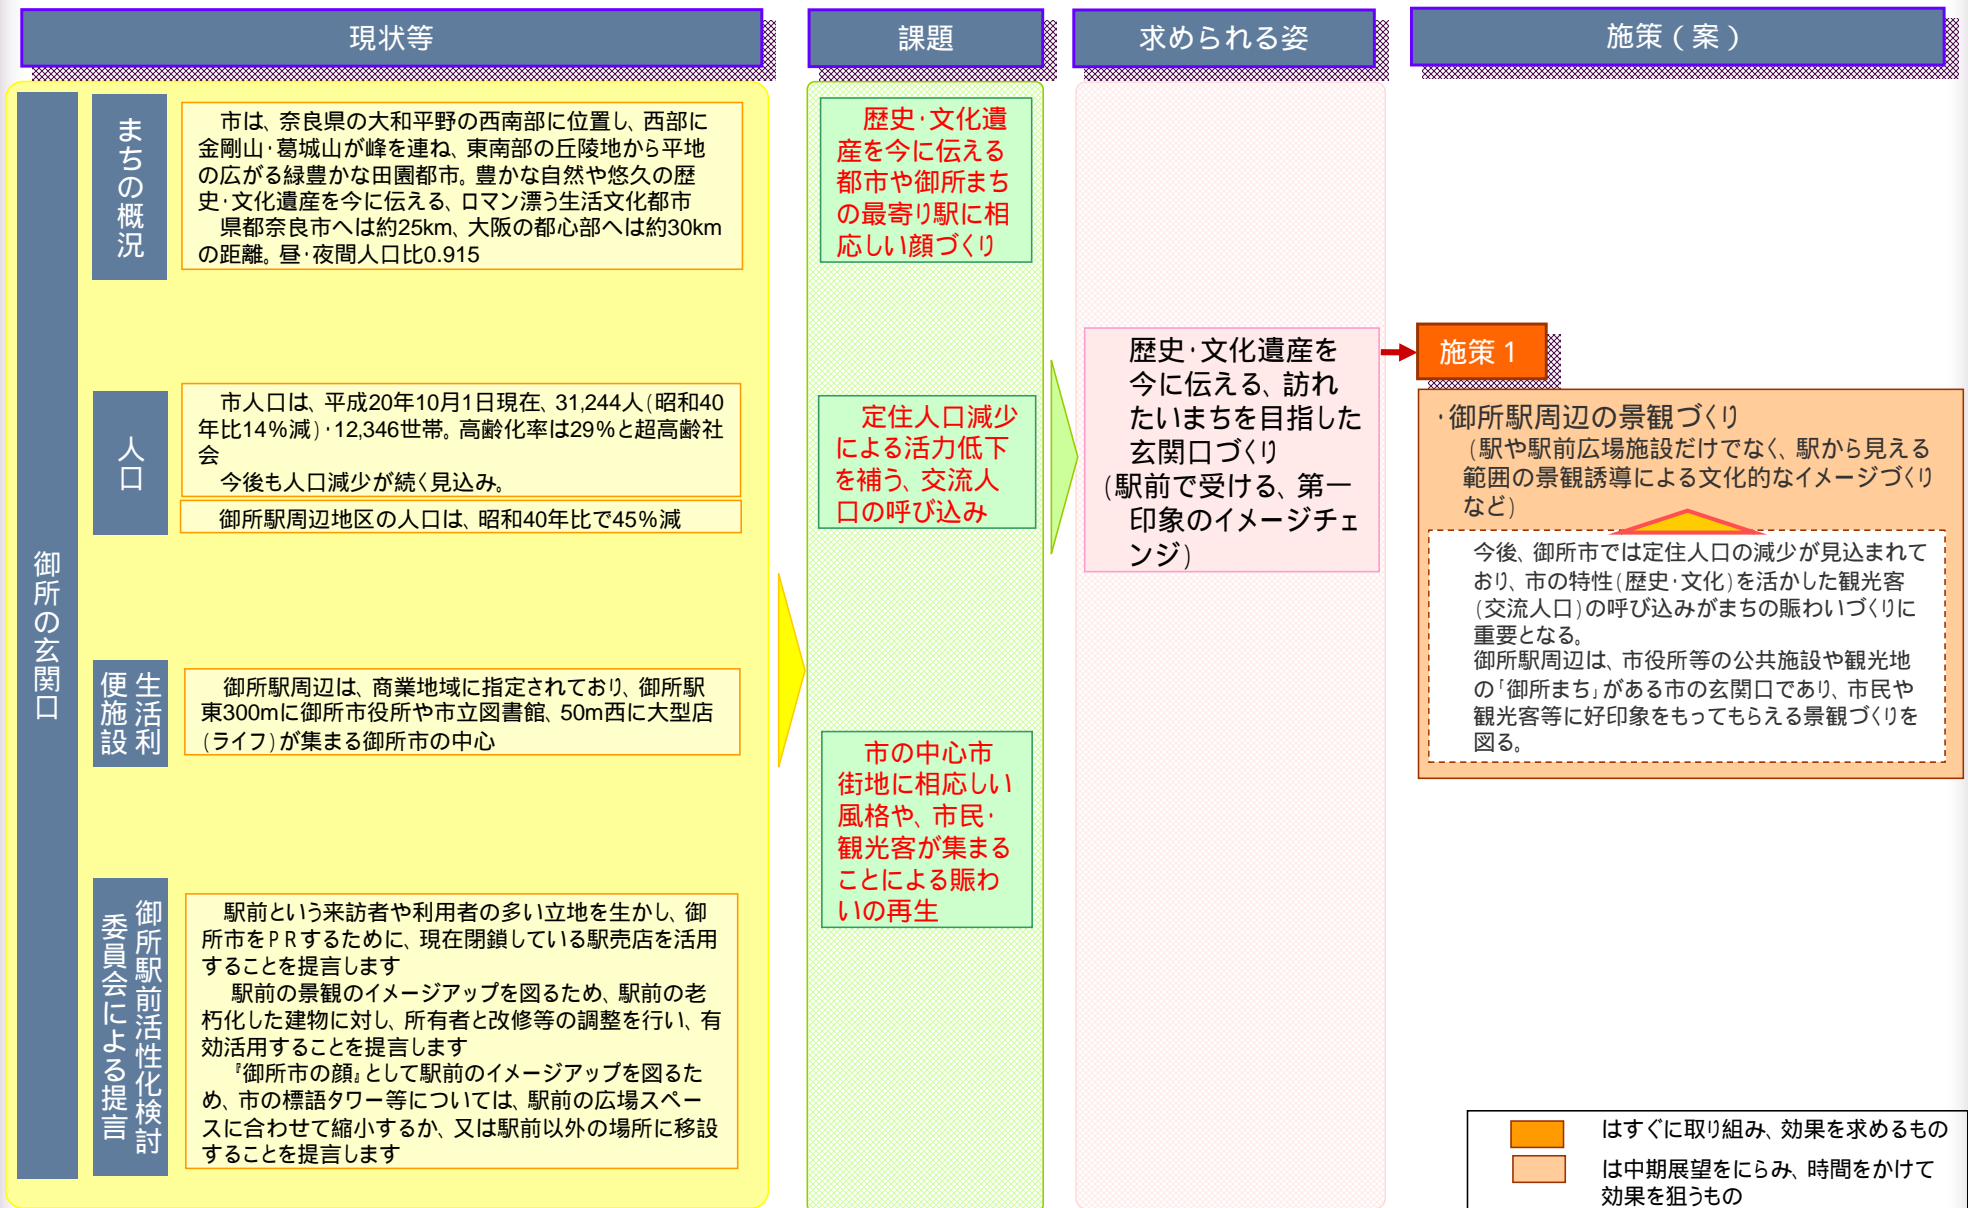 現状等
課題
求められる姿
施策(案)
御所の玄関口
まちの概況
市は、奈良県の大和平野の西南部に位置し、西部に
金剛山・葛城山が峰を連ね、東南部の丘陵地から平地
の広がる緑豊かな田園都市。豊かな自然や悠久の歴
史・文化遺産を今に伝える、ロマン漂う生活文化都市
県都奈良市へは約25km、大阪の都心部へは約30km
の距離。昼・夜間人口比0.915
人口
市人口は、平成20年10月1日現在、31,244人(昭和40
年比14%減)・12,346世帯。高齢化率は29%と超高齢社
会
今後も人口減少が続く見込み。
御所駅周辺地区の人口は、昭和40年比で45%減
生活利
便施設
御所駅周辺は、商業地域に指定されており、御所駅
東300mに御所市役所や市立図書館、50m西に大型店
(ライフ)が集まる御所市の中心
御所駅前活性化検討
委員会による提言
駅前という来訪者や利用者の多い立地を生かし、御
所市をPRするために、現在閉鎖している駅売店を活用
することを提言します
駅前の景観のイメージアップを図るため、駅前の老
朽化した建物に対し、所有者と改修等の調整を行い、有
効活用することを提言します
『御所市の顔』として駅前のイメージアップを図るた
め、市の標語タワー等については、駅前の広場スペー
スに合わせて縮小するか、又は駅前以外の場所に移設
することを提言します
歴史・文化遺
産を今に伝える
都市や御所まち
の最寄り駅に相
応しい顔づくり
定住人口減少
による活力低下
を補う、交流人
口の呼び込み
市の中心市
街地に相応しい
風格や、市民・
観光客が集まる
ことによる賑わ
いの再生
歴史・文化遺産を
今に伝える、訪れ
たいまちを目指した
玄関口づくり
(駅前で受ける、第一
印象のイメージチェ
ンジ)
施策1
・御所駅周辺の景観づくり
(駅や駅前広場施設だけでなく、駅から見える
範囲の景観誘導による文化的なイメージづくり
など)
今後、御所市では定住人口の減少が見込まれて
おり、市の特性(歴史・文化)を活かした観光客
(交流人口)の呼び込みがまちの賑わいづくりに
重要となる。
御所駅周辺は、市役所等の公共施設や観光地
の「御所まち」がある市の玄関口であり、市民や
観光客等に好印象をもってもらえる景観づくりを
図る。
はすぐに取り組み、効果を求めるもの
は中期展望をにらみ、時間をかけて
効果を狙うもの